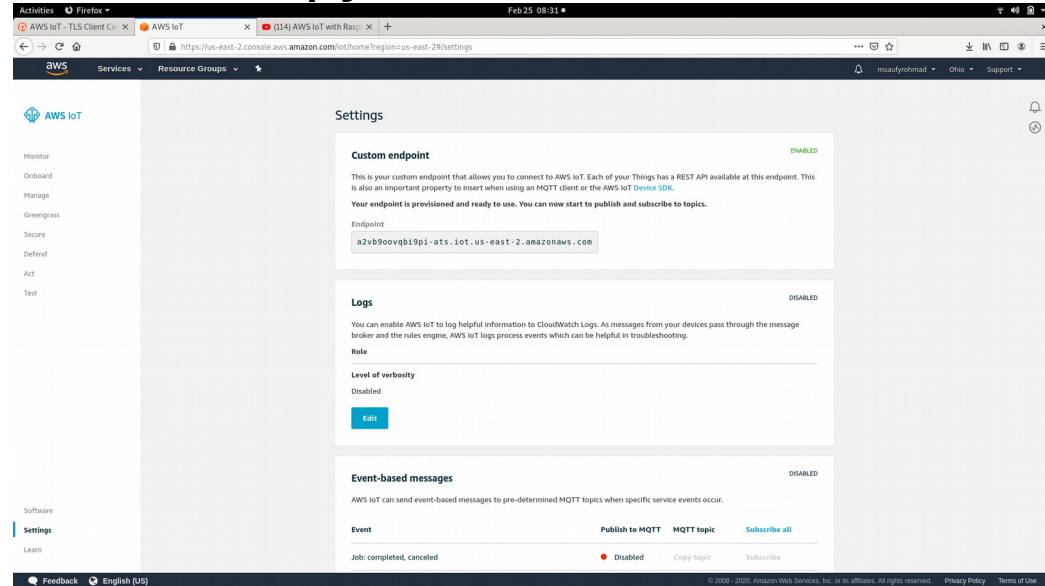 Activities Firefox
Feb 25 08:31
AWS IoT - TLS Client Ce
AWS IoT
(114) AWS IoT with Rasp
https://us-east-2.console.aws.amazon.com/iot/home?region=us-east-2#/settings
aws Services Resource Groups msaufyrohmad Ohio Support
AWS IoT
Monitor
Onboard
Manage
Greengrass
Secure
Defend
Act
Test
Software
Settings
Learn
Settings
Custom endpoint ENABLED
This is your custom endpoint that allows you to connect to AWS IoT. Each of your Things has a REST API available at this endpoint. This
is also an important property to insert when using an MQTT client or the AWS IoT Device SDK.
Your endpoint is provisioned and ready to use. You can now start to publish and subscribe to topics.
Endpoint
a2vb9oovqbi9pi-ats.iot.us-east-2.amazonaws.com
Logs DISABLED
You can enable AWS IoT to log helpful information to CloudWatch Logs. As messages from your devices pass through the message
broker and the rules engine, AWS IoT logs process events which can be helpful in troubleshooting.
Role
Level of verbosity
Disabled
Edit
Event-based messages DISABLED
AWS IoT can send event-based messages to pre-determined MQTT topics when specific service events occur.
Event Publish to MQTT MQTT topic Subscribe all
Job: completed, canceled Disabled Copy topic Subscribe
Feedback English (US) © 2008 - 2020, Amazon Web Services, Inc. or its affiliates. All rights reserved. Privacy Policy Terms of Use